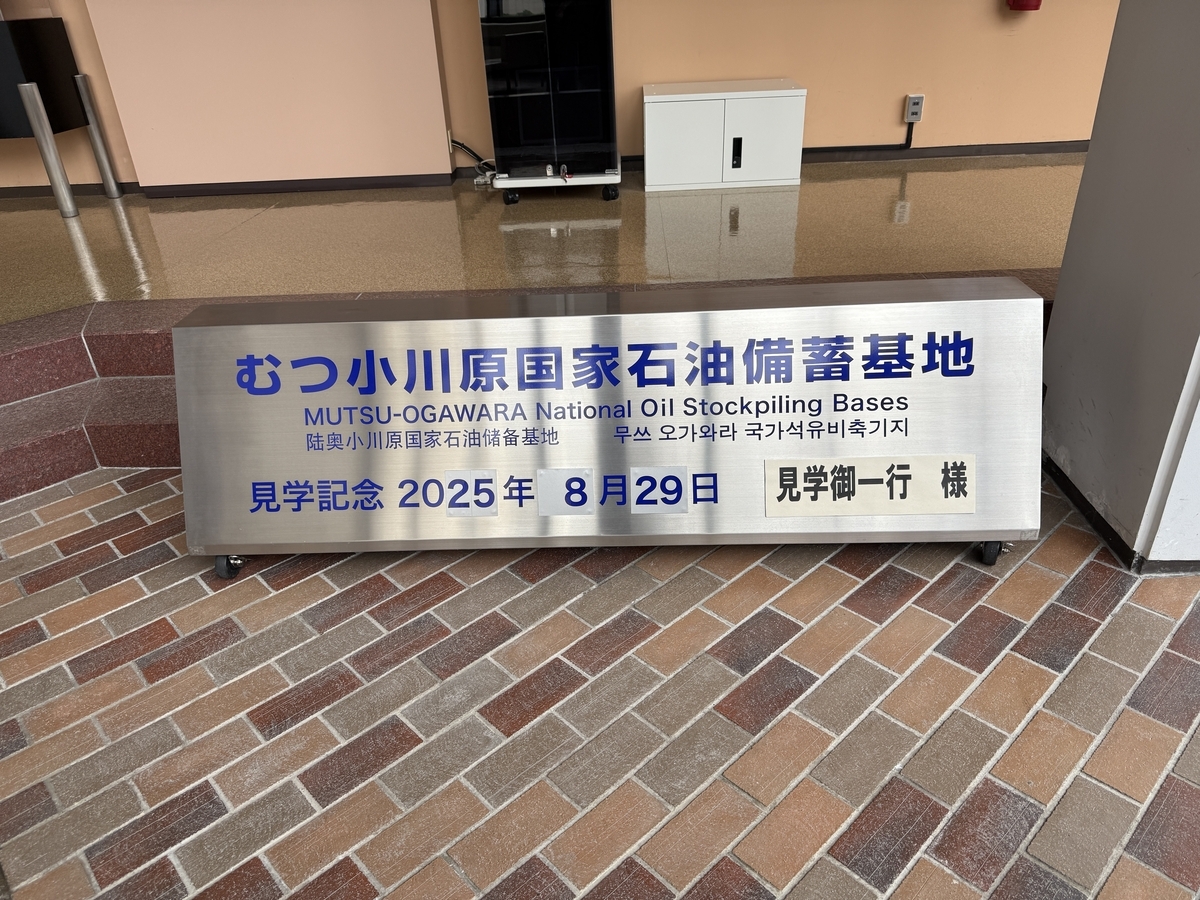 むつ小川原国家石油備蓄基地
MUTSU-OGAWARA National Oil Stockpiling Bases
陆奥小川原国家石油储备基地 무쓰 오가와라 국가석유비축기지
見学記念 2025年 8月29日 見学御一行 様